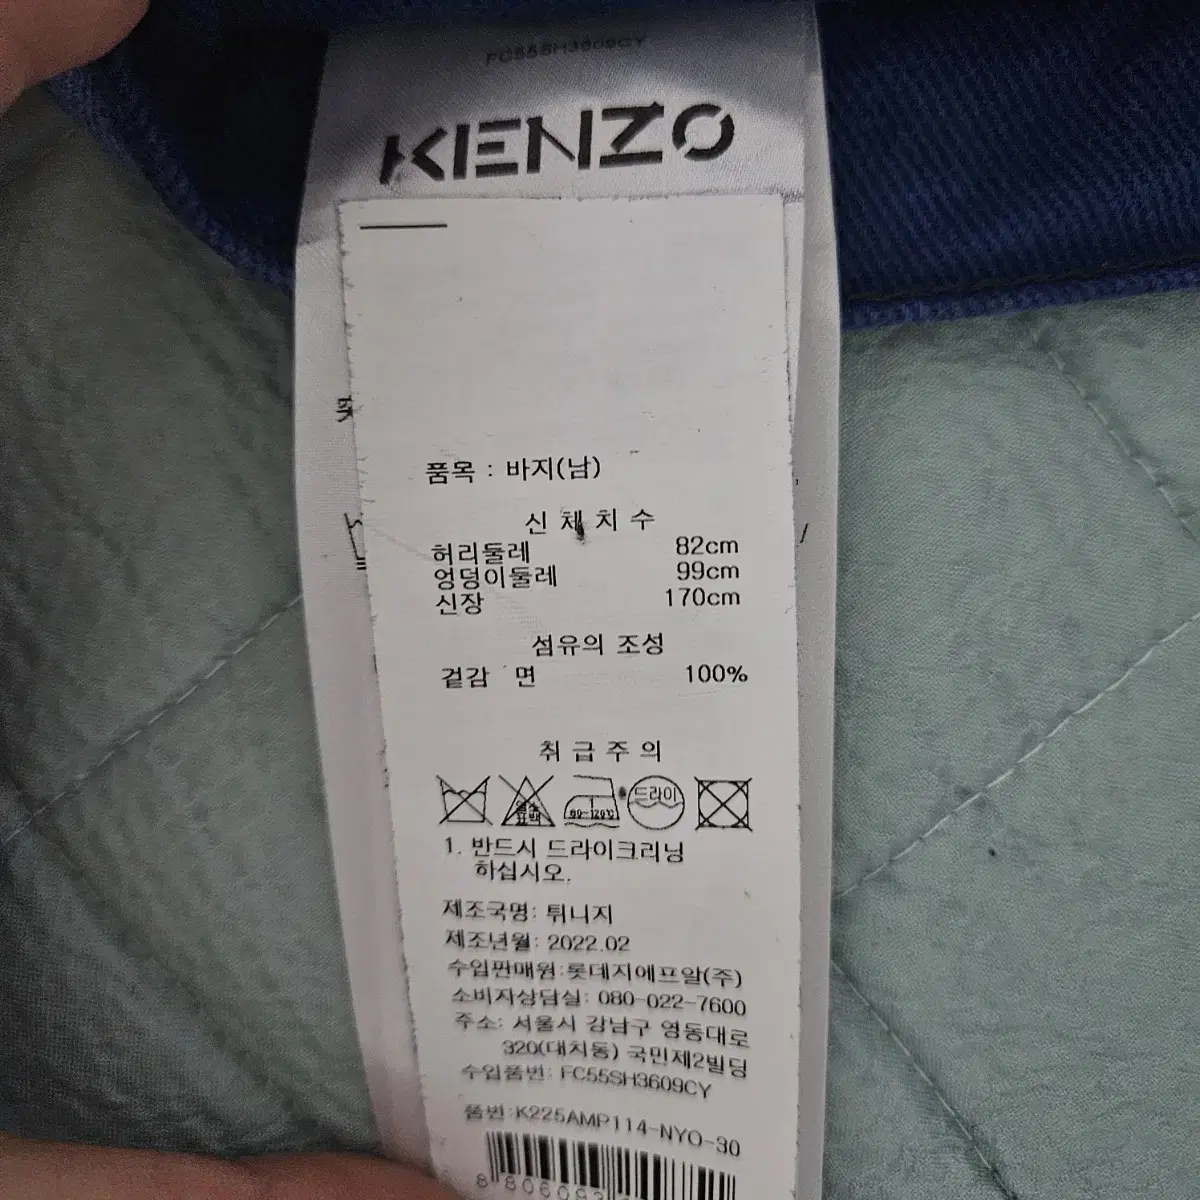 FC55SH3609CY
KENZO
품목 : 바지(남)
신체치수
허리둘레 82cm
엉덩이둘레 99cm
신장 170cm
섬유의 조성
겉감 면 100%
취급주의
염소 표백
80-120℃
드라이
1. 반드시 드라이크리닝
하십시오.
제조국명: 튀니지
제조년월: 2022.02
수입판매원:롯데지에프알(주)
소비자상담실: 080-022-7600
주소: 서울시 강남구 영동대로
320(대치동) 국민제2빌딩
수입품번: FC55SH3609CY
품번:K225AMP114-NYO-30